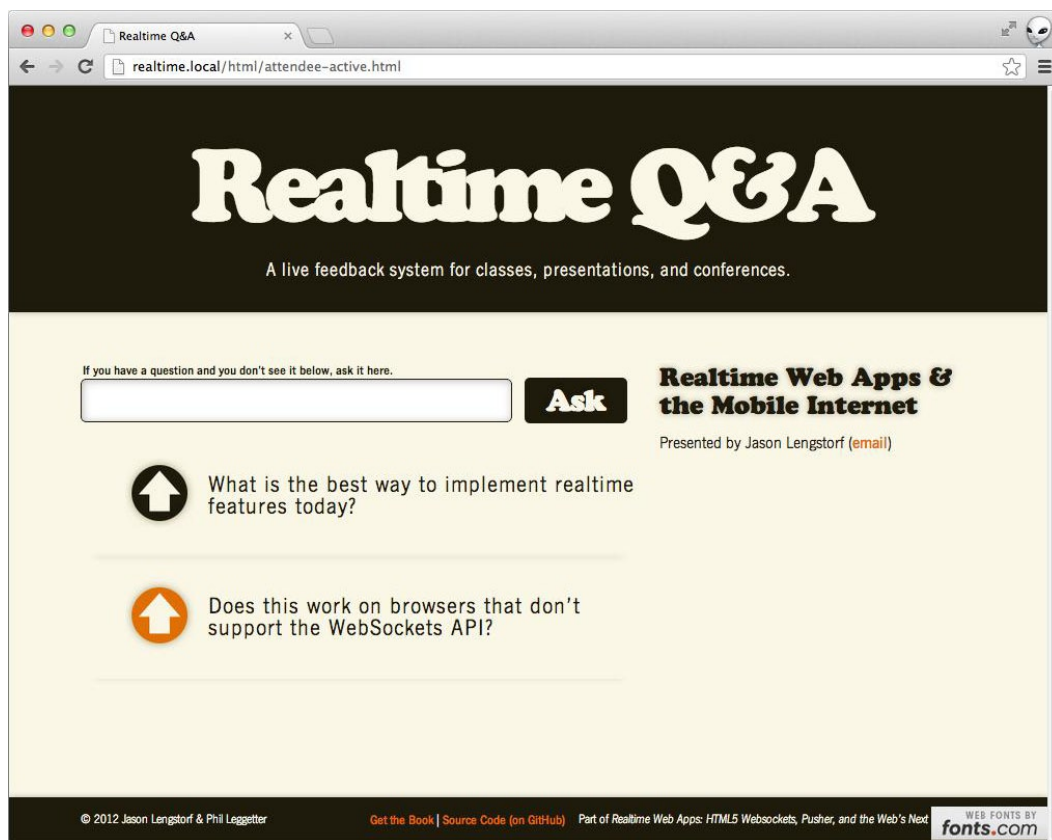 Realtime Q&A
realtime.local/html/attendee-active.html
Realtime Q&A
A live feedback system for classes, presentations, and conferences.
If you have a question and you don't see it below, ask it here.
Ask
What is the best way to implement realtime
features today?
Does this work on browsers that don't
support the WebSockets API?
Realtime Web Apps &
the Mobile Internet
Presented by Jason Lengstorf (email)
© 2012 Jason Lengstorf & Phil Leggetter
Get the Book | Source Code (on GitHub)
Part of Realtime Web Apps: HTML5 Websockets, Pusher, and the Web's Next
WEB FONTS BY
fonts.com